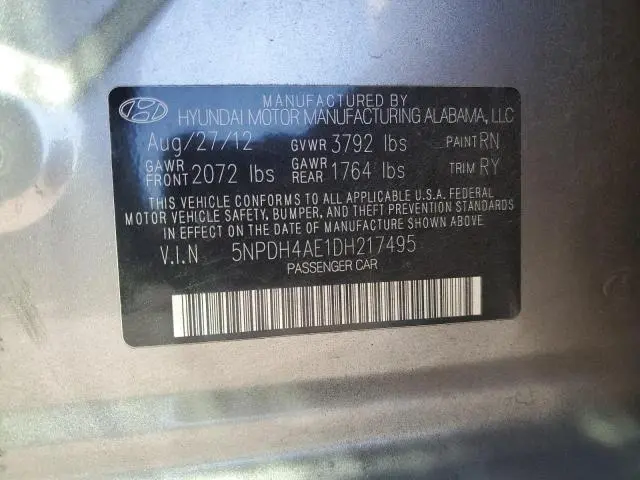 MANUFACTURED BY
HYUNDAI MOTOR MANUFACTURING ALABAMA, LLC
Aug/27/12 GVWR 3792 lbs PAINT RN
GAWR FRONT 2072 lbs GAWR REAR 1764 lbs TRIM RY
THIS VEHICLE CONFORMS TO ALL APPLICABLE U.S.A. FEDERAL
MOTOR VEHICLE SAFETY, BUMPER, AND THEFT PREVENTION STANDARDS
IN EFFECT ON THE DATE OF MANUFACTURE SHOWN ABOVE.
V.I.N 5NPDH4AE1DH217495
PASSENGER CAR